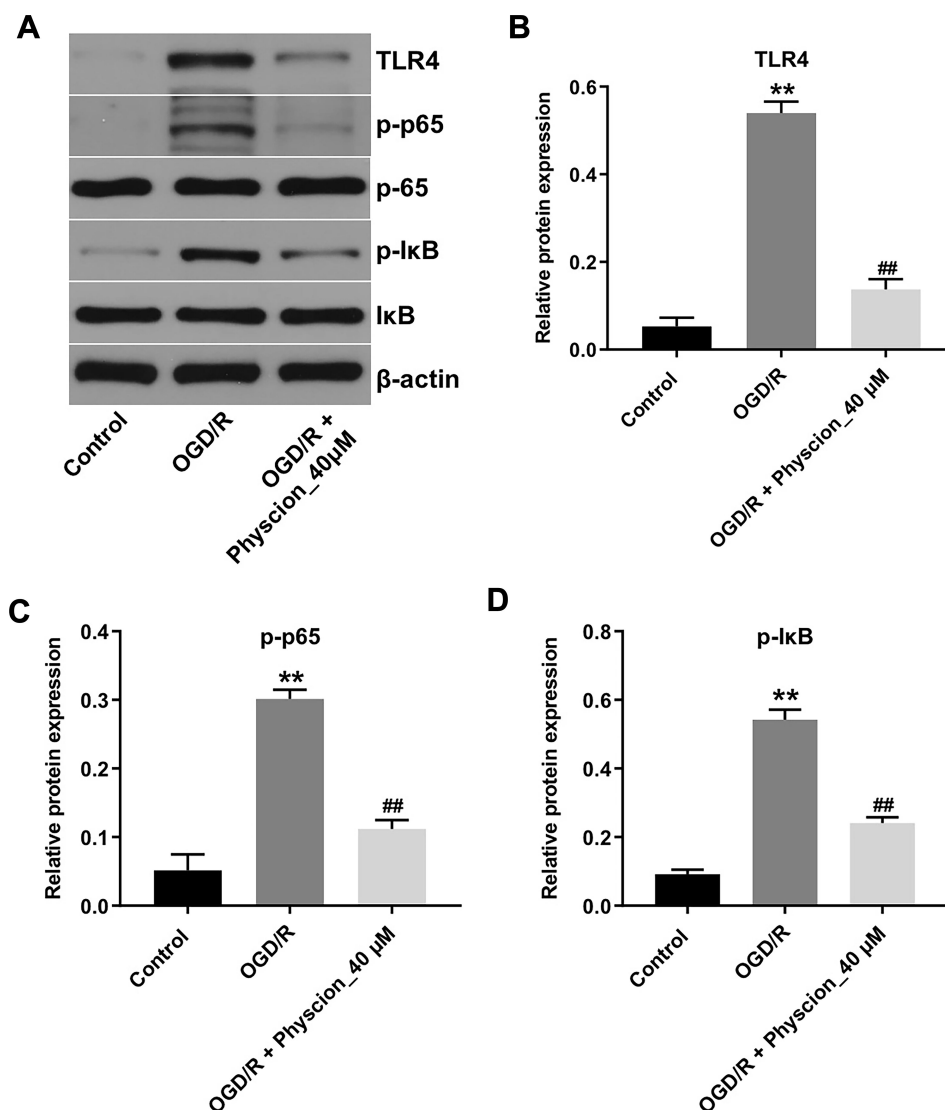 A
TLR4
p-p65
p-65
p-IκB
IκB
β-actin
Control
OGD/R
OGD/R +
Physcion_40μM
B
TLR4
Relative protein expression
0.6
0.4
0.2
0.0
**
##
Control
OGD/R
OGD/R + Physcion_40 μM
C
p-p65
Relative protein expression
0.4
0.3
0.2
0.1
0.0
**
##
Control
OGD/R
OGD/R + Physcion_40 μM
D
p-IκB
Relative protein expression
0.8
0.6
0.4
0.2
0.0
**
##
Control
OGD/R
OGD/R + Physcion_40 μM